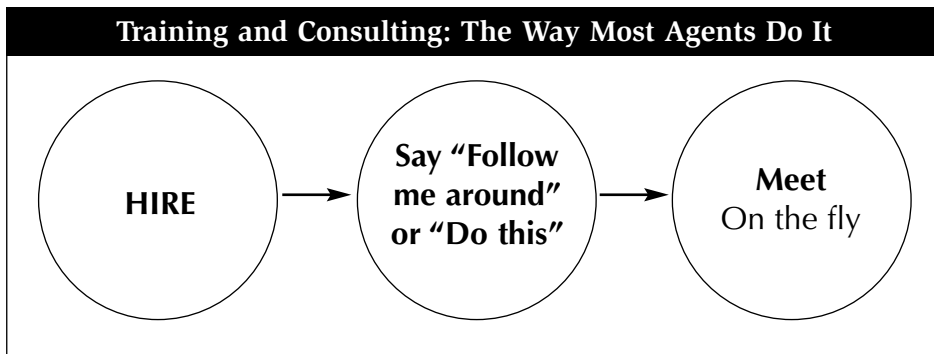 Training and Consulting: The Way Most Agents Do It
HIRE
Say “Follow
me around”
or “Do this”
Meet
On the fly